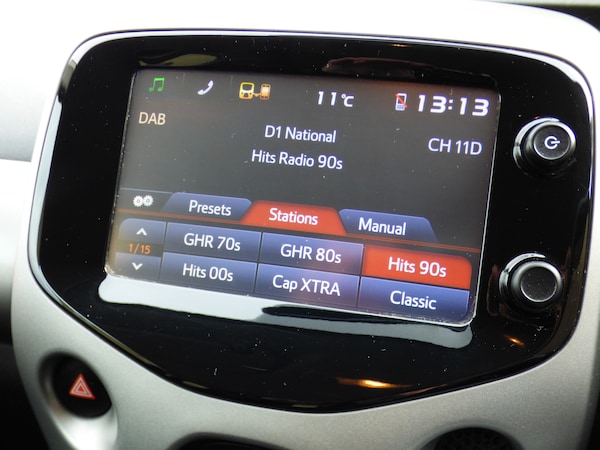 11°C
13:13
DAB
D1 National
CH 11D
Hits Radio 90s
Presets
Stations
Manual
1/15
GHR 70s
GHR 80s
Hits 90s
Hits 00s
Cap XTRA
Classic